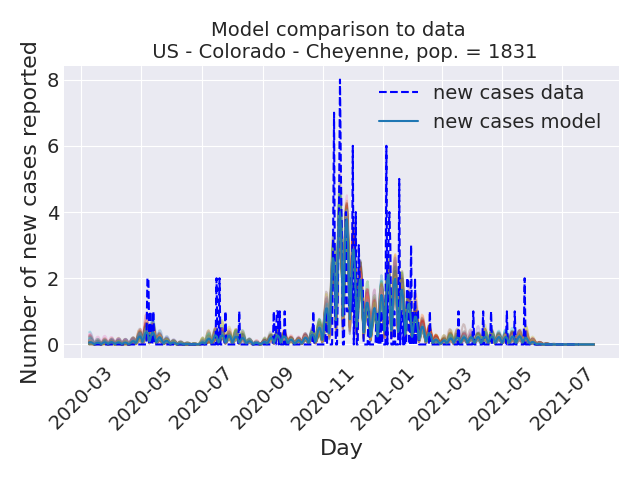 Model comparison to data
US - Colorado - Cheyenne, pop. = 1831
Number of new cases reported
8
6
4
2
0
new cases data
new cases model
2020-03
2020-05
2020-07
2020-09
2020-11
2021-01
2021-03
2021-05
2021-07
Day